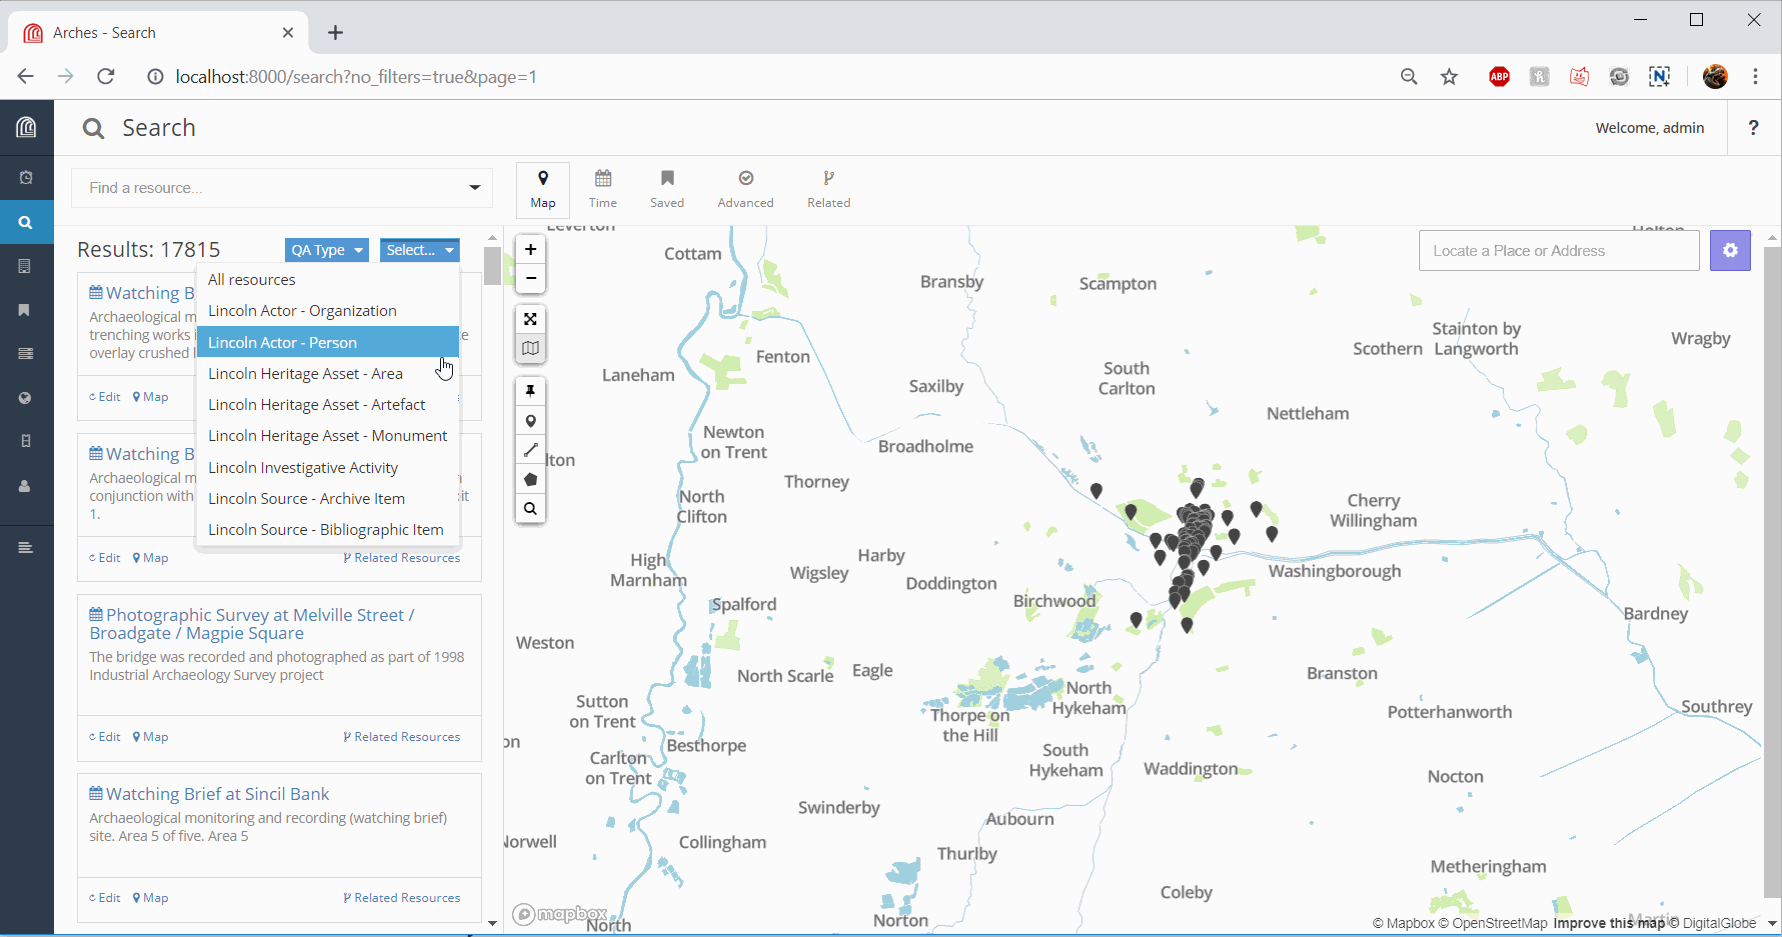 Arches - Search
localhost:8000/search?no_filters=true&page=1
ABP
N
Search
Welcome, admin
?
Find a resource...
Map
Time
Saved
Advanced
Related
Results: 17815
QA Type
Select...
All resources
Lincoln Actor - Organization
Lincoln Actor - Person
Lincoln Heritage Asset - Area
Lincoln Heritage Asset - Artefact
Lincoln Heritage Asset - Monument
Lincoln Investigative Activity
Lincoln Source - Archive Item
Lincoln Source - Bibliographic Item
Watching B
Archaeological m
trenching works
overlay crushed
Edit
Map
Watching B
Archaeological m
conjunction with
1.
Edit
Map
Related Resources
Photographic Survey at Melville Street /
Broadgate / Magpie Square
The bridge was recorded and photographed as part of 1998
Industrial Archaeology Survey project
Edit
Map
Related Resources
Watching Brief at Sincil Bank
Archaeological monitoring and recording (watching brief)
site. Area 5 of five. Area 5
Edit
Map
Related Resources
Locate a Place or Address
Leverton
Cottam
Bransby
Scampton
Stainton by
Langworth
Scothern
Wragby
Fenton
Laneham
South
Carlton
Saxilby
Nettleham
Newton
on Trent
Broadholme
lton
Thorney
North
Clifton
Cherry
Willingham
Harby
High
Marnham
Wigsley
Doddington
Washingborough
Birchwood
Spalford
Bardney
Weston
North Scarle
Eagle
Branston
North
Hykeham
Sutton
on Trent
Thorpe on
the Hill
Potterhanworth
Southrey
on
Besthorpe
South
Hykeham
Carlton
on Trent
Waddington
Nocton
Swinderby
Aubourn
Norwell
Collingham
Thurlby
Metheringham
Coleby
mapbox
North
Norton
© Mapbox © OpenStreetMap Improve this map © DigitalGlobe